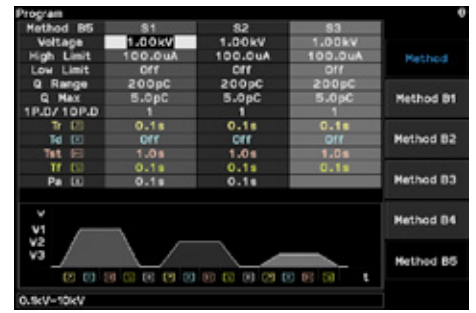 Program
Method B5 S1 S2 S3
Voltage 1.00kV 1.00kV 1.00kV
High Limit 100.0uA 100.0uA 100.0uA
Low Limit Off Off Off
Q Range 200pC 200pC 200pC
Q Max 5.0pC 5.0pC 5.0pC
1P.D/10P.D 1 1 1
Tr 0.1s 0.1s 0.1s
Td Off Off Off
Tst 1.0s 1.0s 1.0s
Tf 0.1s 0.1s 0.1s
Pa 0.1s 0.1s
Method
Method B1
Method B2
Method B3
Method B4
Method B5
V
V1
V2
V3
t
0.1kV-10kV